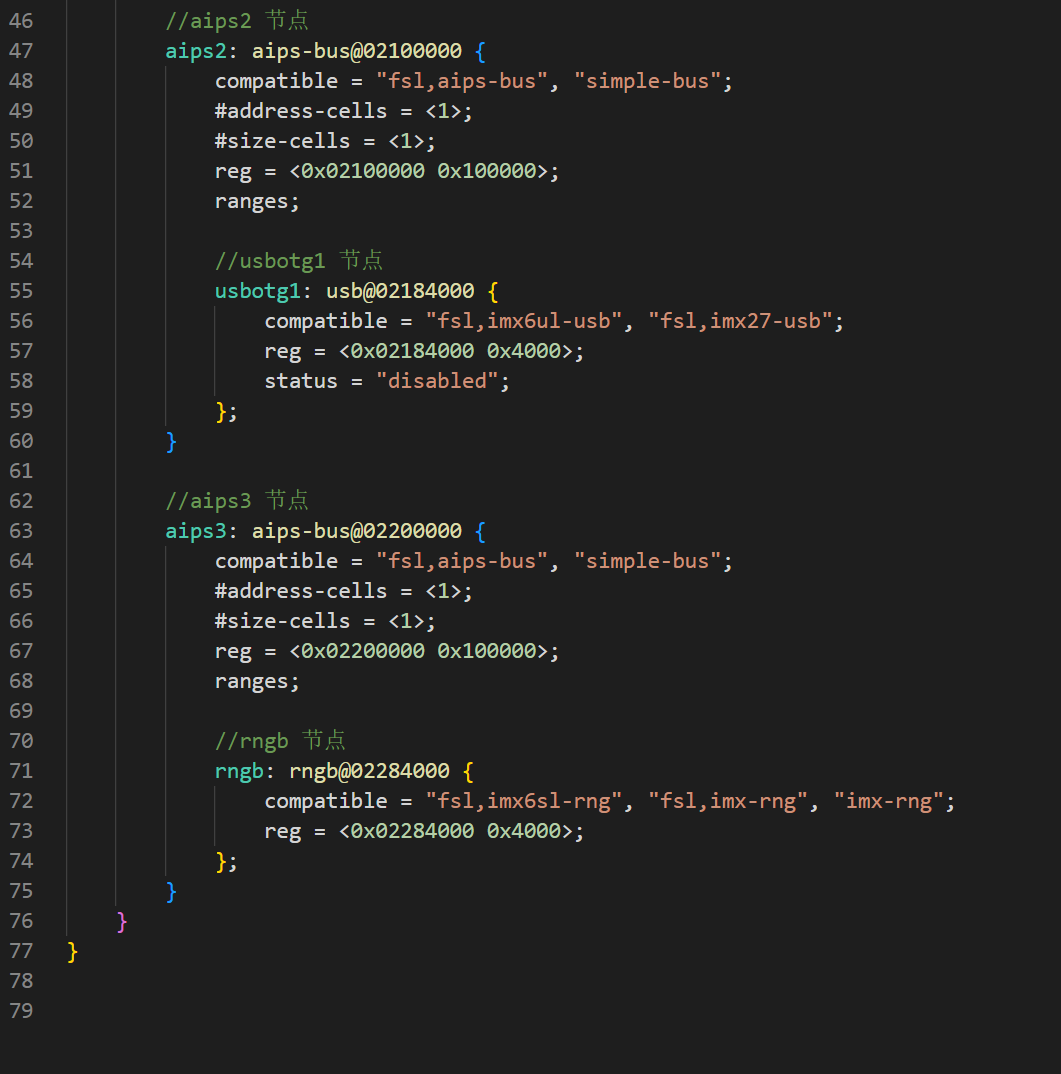 46 //aips2 节点
47 aips2: aips-bus@02100000 {
48 compatible = "fsl,aips-bus", "simple-bus";
49 #address-cells = <1>;
50 #size-cells = <1>;
51 reg = <0x02100000 0x100000>;
52 ranges;
53
54 //usbotg1 节点
55 usbotg1: usb@02184000 {
56 compatible = "fsl,imx6ul-usb", "fsl,imx27-usb";
57 reg = <0x02184000 0x4000>;
58 status = "disabled";
59 };
60 }
61
62 //aips3 节点
63 aips3: aips-bus@02200000 {
64 compatible = "fsl,aips-bus", "simple-bus";
65 #address-cells = <1>;
66 #size-cells = <1>;
67 reg = <0x02200000 0x100000>;
68 ranges;
69
70 //rngb 节点
71 rngb: rngb@02284000 {
72 compatible = "fsl,imx6sl-rng", "fsl,imx-rng", "imx-rng";
73 reg = <0x02284000 0x4000>;
74 };
75 }
76 }
77 }
78
79